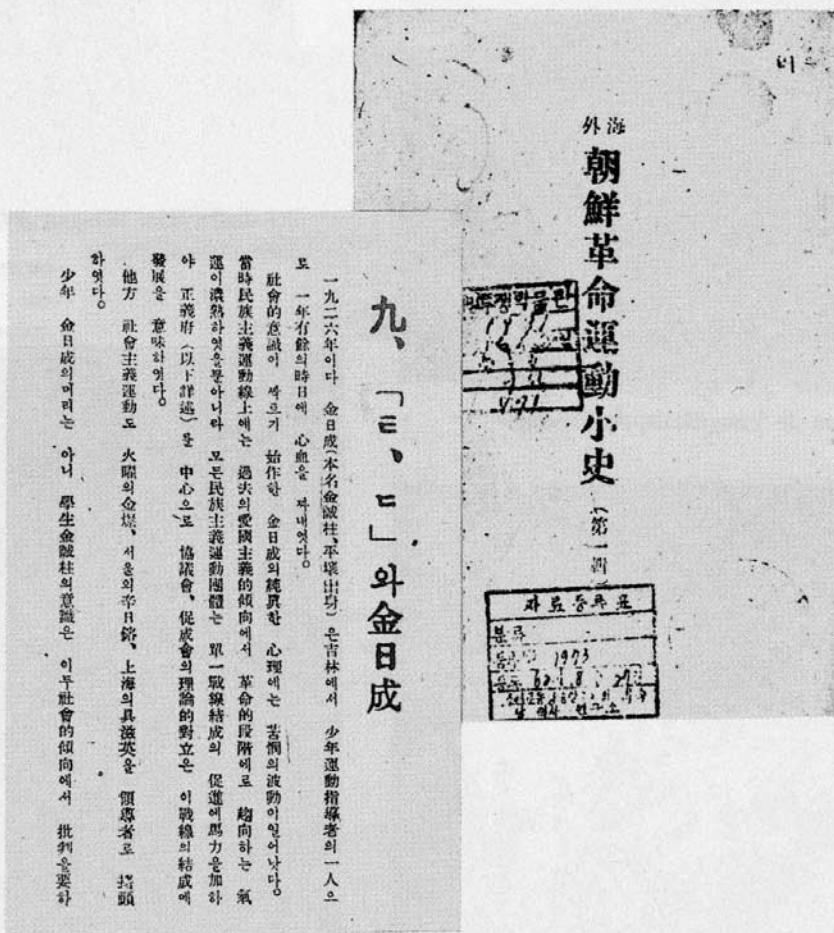 海外
朝鮮革命運動小史
(第一輯)
자료등록표
분류
1973
九、「ㅌ、ㄷ」와金日成
一九二六年이다 金日成(本名金誠柱、平壤出身)은吉林에서 少年運動指導者의一人으
로 一年有餘의時日에 心血을 짜내엿다。
社會的意識이 싹트기 始作한 金日成의純眞한 心理에는 苦悶의波動이일어낫다。
當時民族主義運動線上에는 過去의愛國主義的傾向에서 革命的段階에로 趨向하는 氣
運이濃熟하엿을뿐아니라 모든民族主義運動團體는 單一戰線結成의 促進에馬力을加하
야 正義府(以下詳述)를 中心으로 協議會、促成會의理論的對立은 이戰線의結成에
發展을 意味하엿다。
他方 社會主義運動도 火曜의金燦、서울의辛日鎔、上海의具滋英을 領導者로 擡頭
하엿다。
少年 金日成의머리는 아니 學生金誠柱의意識은 이두社會的傾向에서 批判을要하